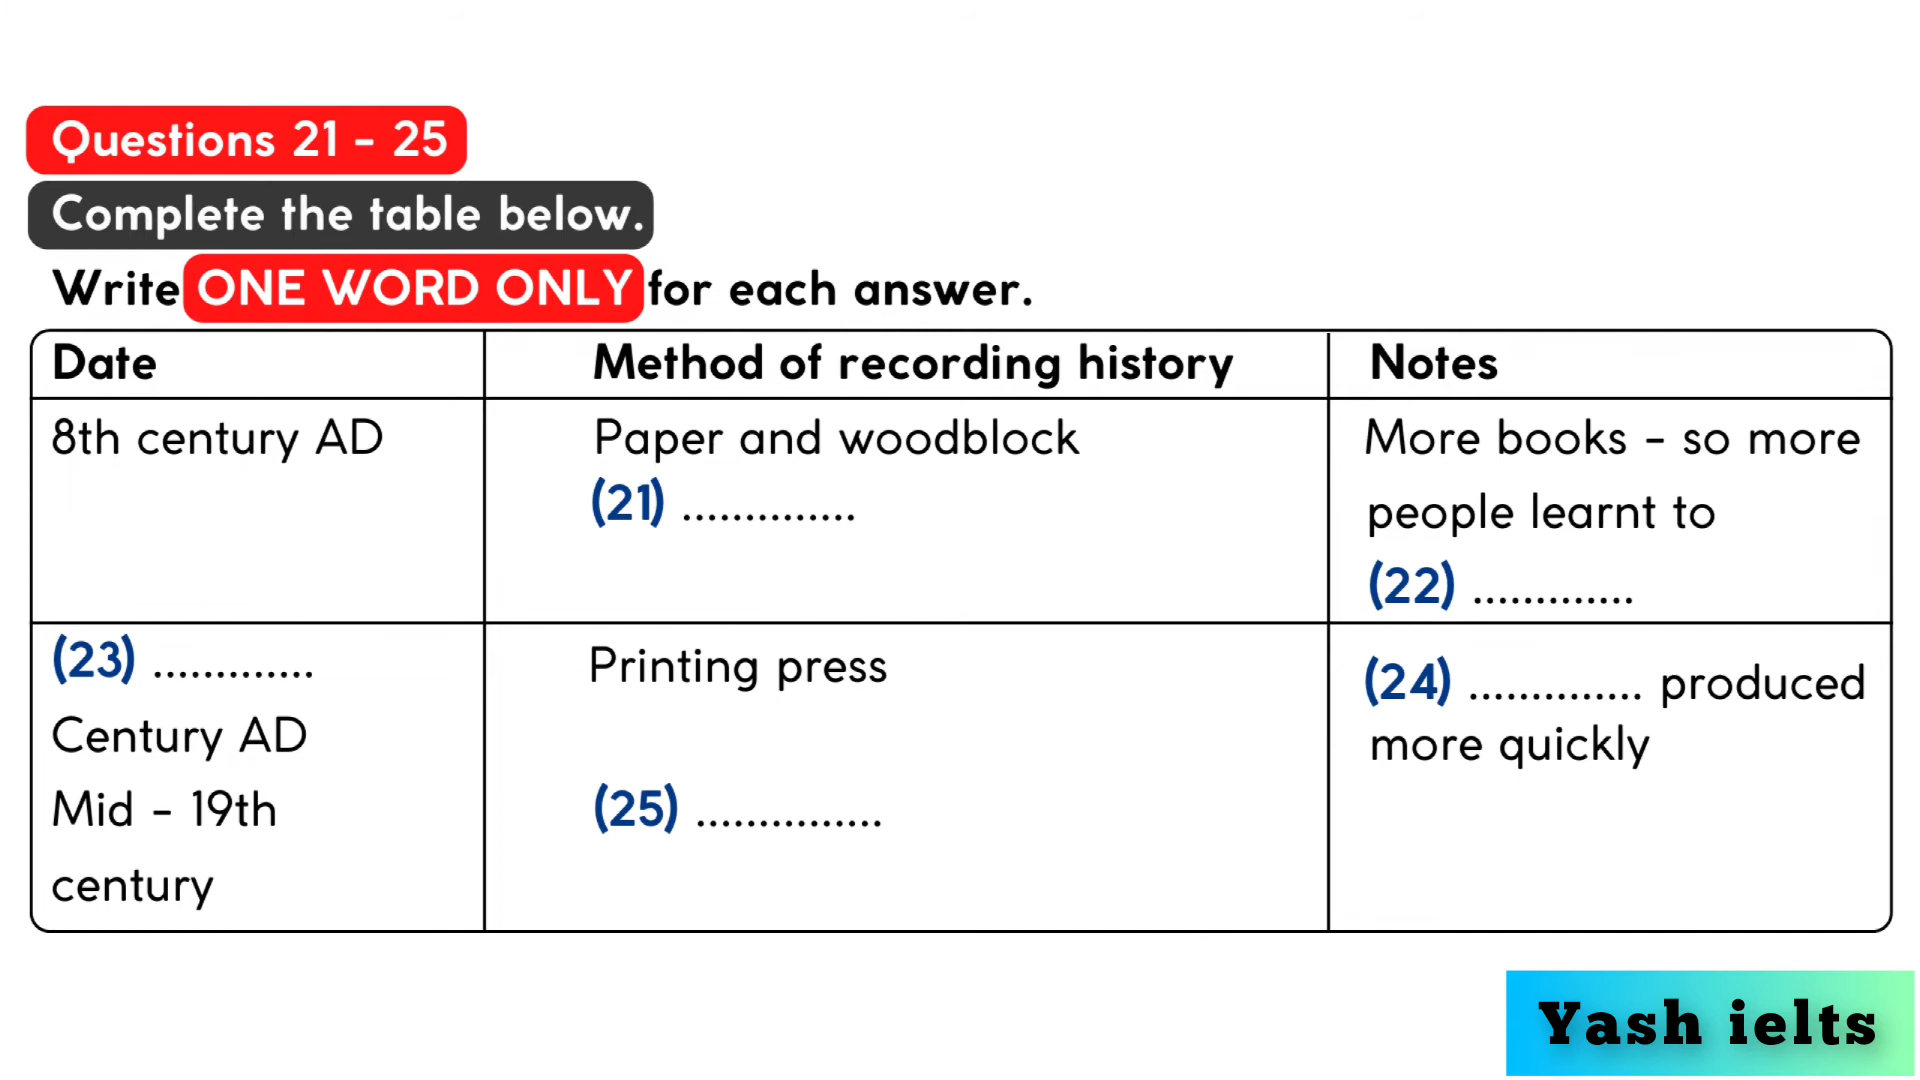 Questions 21 - 25
Complete the table below.
Write ONE WORD ONLY for each answer.
Date Method of recording history Notes
8th century AD Paper and woodblock More books - so more
(21) .............. people learnt to
(22) .............
(23) ............. Printing press (24) .............. produced
Century AD more quickly
Mid - 19th (25) ...............
century
Yash ielts